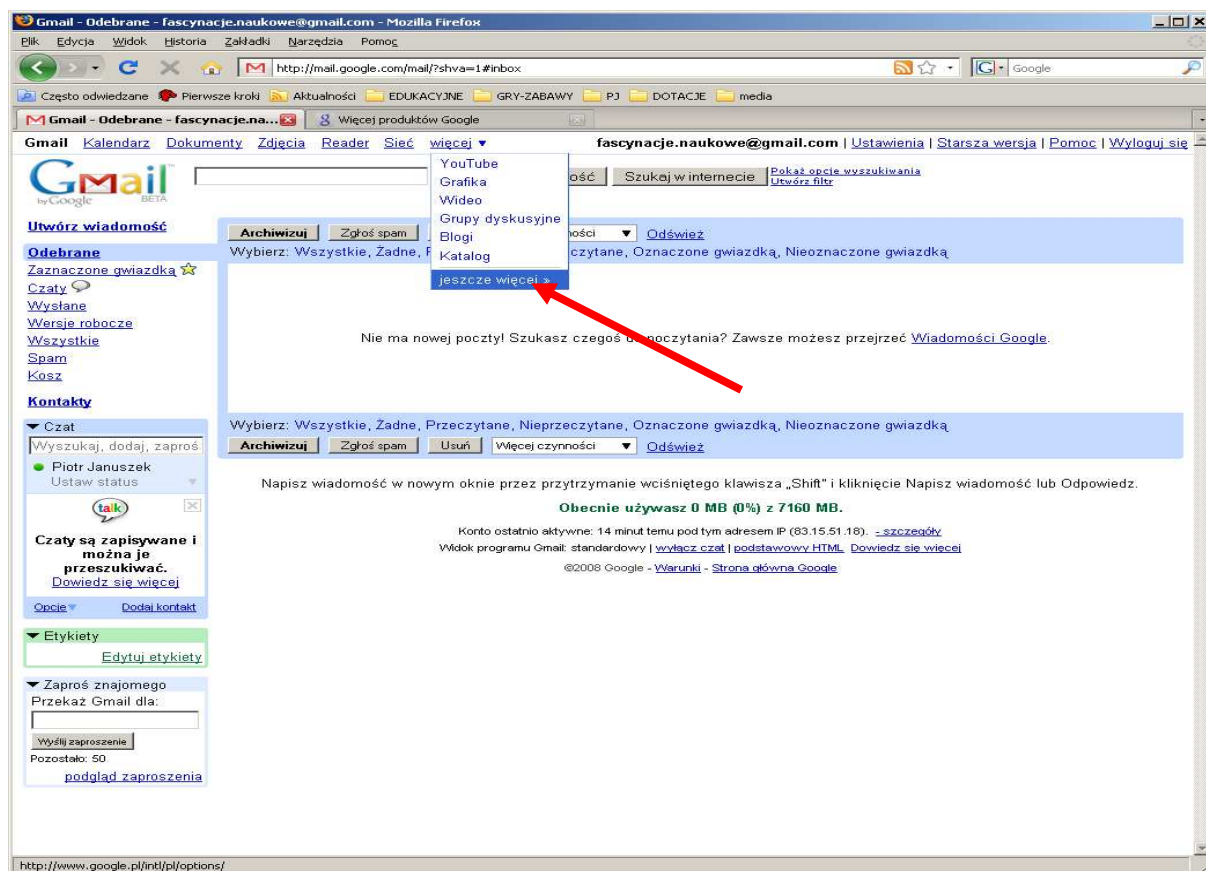 Gmail - Odebrane - fascynacje.naukowe@gmail.com - Mozilla Firefox
Plik Edycja Widok Historia Zakładki Narzędzia Pomoc
http://mail.google.com/mail/?shva=1#inbox Google
Często odwiedzane Pierwsze kroki Aktualności EDUKACYJNE GRY-ZABAWY PJ DOTACJE media
Gmail - Odebrane - fascynacje.na... Więcej produktów Google
Gmail Kalendarz Dokumenty Zdjęcia Reader Sieć więcej ▼ fascynacje.naukowe@gmail.com | Ustawienia | Starsza wersja | Pomoc | Wyloguj się
YouTube
Grafika
Wideo
Grupy dyskusyjne
Blogi
Katalog
jeszcze więcej »
Gmail
by Google BETA
ość Szukaj w internecie Pokaż opcje wyszukiwania
Utwórz filtr
Utwórz wiadomość
Odebrane
Zaznaczone gwiazdką
Czaty
Wysłane
Wersje robocze
Wszystkie
Spam
Kosz
Kontakty
Archiwizuj Zgłoś spam ności ▼ Odśwież
Wybierz: Wszystkie, Żadne, P czytane, Oznaczone gwiazdką, Nieoznaczone gwiazdką
Nie ma nowej poczty! Szukasz czegoś do poczytania? Zawsze możesz przejrzeć Wiadomości Google.
Wybierz: Wszystkie, Żadne, Przeczytane, Nieprzeczytane, Oznaczone gwiazdką, Nieoznaczone gwiazdką
Archiwizuj Zgłoś spam Usuń Więcej czynności ▼ Odśwież
▼ Czat
Wyszukaj, dodaj, zaproś
Piotr Januszek
Ustaw status
talk
Czaty są zapisywane i
można je
przeszukiwać.
Dowiedz się więcej
Opcje ▼ Dodaj kontakt
▼ Etykiety
Edytuj etykiety
▼ Zaproś znajomego
Przekaż Gmail dla:
Wyślij zaproszenie
Pozostało: 50
podgląd zaproszenia
Napisz wiadomość w nowym oknie przez przytrzymanie wciśniętego klawisza „Shift" i kliknięcie Napisz wiadomość lub Odpowiedz.
Obecnie używasz 0 MB (0%) z 7160 MB.
Konto ostatnio aktywne: 14 minut temu pod tym adresem IP (83.15.51.18). - szczegóły
Widok programu Gmail: standardowy | wyłącz czat | podstawowy HTML Dowiedz się więcej
©2008 Google - Warunki - Strona główna Google
http://www.google.pl/intl/pl/options/